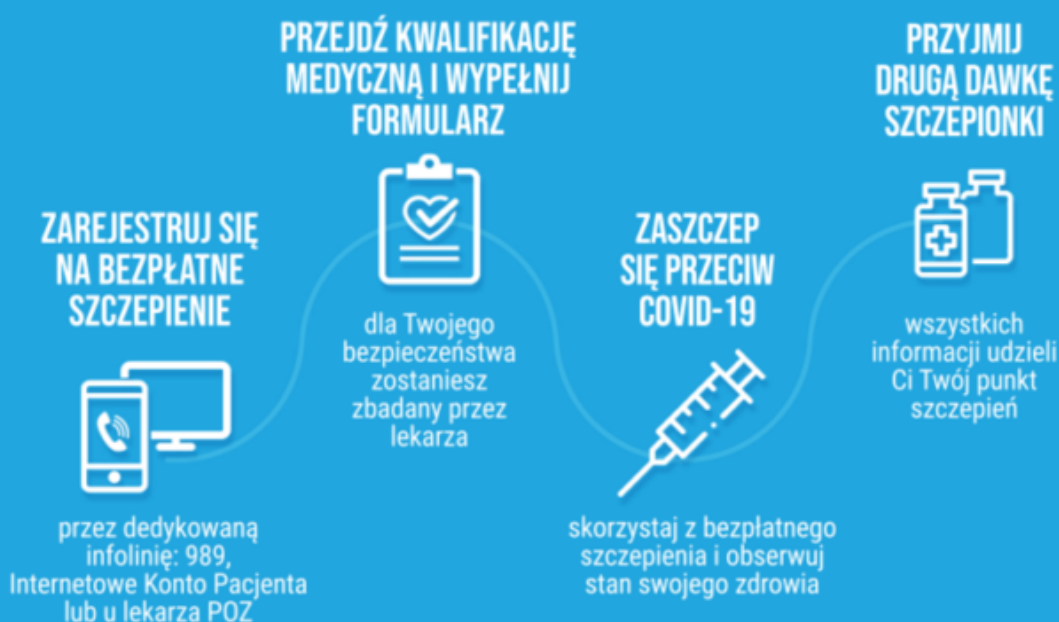 ZAREJESTRUJ SIĘ
NA BEZPŁATNE
SZCZEPIENIE
przez dedykowaną
infolinię: 989,
Internetowe Konto Pacjenta
lub u lekarza POZ
PRZEJDŹ KWALIFIKACJĘ
MEDYCZNĄ I WYPEŁNIJ
FORMULARZ
dla Twojego
bezpieczeństwa
zostaniesz
zbadany przez
lekarza
ZASZCZEP
SIĘ PRZECIW
COVID-19
skorzystaj z bezpłatnego
szczepienia i obserwuj
stan swojego zdrowia
PRZYJMIJ
DRUGĄ DAWKĘ
SZCZEPIONKI
wszystkich
informacji udzieli
Ci Twój punkt
szczepień